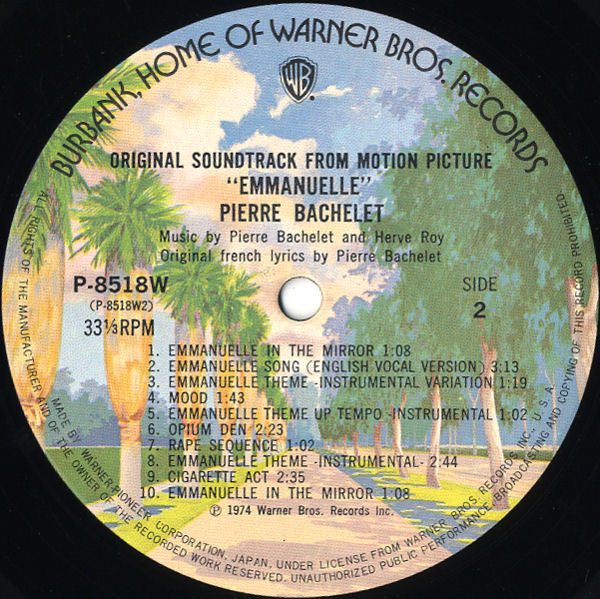 BURBANK, HOME OF WARNER BROS. RECORDS
WB
ORIGINAL SOUNDTRACK FROM MOTION PICTURE
"EMMANUELLE"
PIERRE BACHELET
Music by Pierre Bachelet and Herve Roy
Original french lyrics by Pierre Bachelet
P-8518W
(P-8518W2)
33⅓RPM
SIDE
2
1. EMMANUELLE IN THE MIRROR 1:08
2. EMMANUELLE SONG (ENGLISH VOCAL VERSION) 3:13
3. EMMANUELLE THEME -INSTRUMENTAL VARIATION 1:19
4. MOOD 1:43
5. EMMANUELLE THEME UP TEMPO -INSTRUMENTAL 1:02
6. OPIUM DEN 2:23
7. RAPE SEQUENCE 1:02
8. EMMANUELLE THEME -INSTRUMENTAL- 2:44
9. CIGARETTE ACT 2:35
10. EMMANUELLE IN THE MIRROR 1:08
℗ 1974 Warner Bros. Records Inc.
MADE BY WARNER-PIONEER CORPORATION, JAPAN, UNDER LICENSE FROM WARNER BROS. RECORDS INC., U.S.A.
ALL RIGHTS OF THE MANUFACTURER AND OF THE OWNER OF THE RECORDED WORK RESERVED. UNAUTHORIZED PUBLIC PERFORMANCE, BROADCASTING AND COPYING OF THIS RECORD PROHIBITED